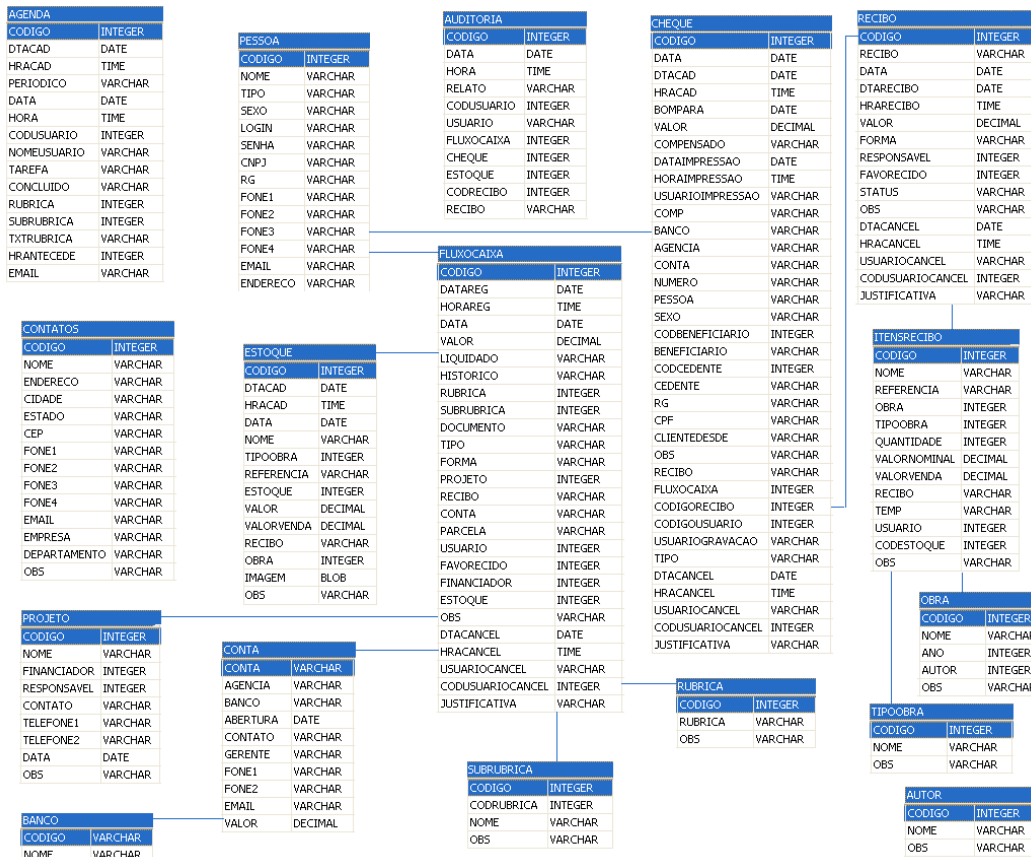 AGENDA
CODIGO INTEGER
DTACAD DATE
HRACAD TIME
PERIODICO VARCHAR
DATA DATE
HORA TIME
CODUSUARIO INTEGER
NOMEUSUARIO VARCHAR
TAREFA VARCHAR
CONCLUIDO VARCHAR
RUBRICA INTEGER
SUBRUBRICA INTEGER
TXTRUBRICA VARCHAR
HRANTECEDE INTEGER
EMAIL VARCHAR
PESSOA
CODIGO INTEGER
NOME VARCHAR
TIPO VARCHAR
SEXO VARCHAR
LOGIN VARCHAR
SENHA VARCHAR
CNPJ VARCHAR
RG VARCHAR
FONE1 VARCHAR
FONE2 VARCHAR
FONE3 VARCHAR
FONE4 VARCHAR
EMAIL VARCHAR
ENDERECO VARCHAR
AUDITORIA
CODIGO INTEGER
DATA DATE
HORA TIME
RELATO VARCHAR
CODUSUARIO INTEGER
USUARIO VARCHAR
FLUXOCAIXA INTEGER
CHEQUE INTEGER
ESTOQUE INTEGER
CODRECIBO INTEGER
RECIBO VARCHAR
CHEQUE
CODIGO INTEGER
DATA DATE
DTACAD DATE
HRACAD TIME
BOMPARA DATE
VALOR DECIMAL
COMPENSADO VARCHAR
DATAIMPRESSAO DATE
HORAIMPRESSAO TIME
USUARIOIMPRESSAO VARCHAR
COMP VARCHAR
BANCO VARCHAR
AGENCIA VARCHAR
CONTA VARCHAR
NUMERO VARCHAR
PESSOA VARCHAR
SEXO VARCHAR
CODBENEFICIARIO INTEGER
BENEFICIARIO VARCHAR
CODCEDENTE INTEGER
CEDENTE VARCHAR
RG VARCHAR
CPF VARCHAR
CLIENTEDESDE VARCHAR
OBS VARCHAR
RECIBO VARCHAR
FLUXOCAIXA INTEGER
CODIGORECIBO INTEGER
CODIGOUSUARIO INTEGER
USUARIOGRAVACAO VARCHAR
TIPO VARCHAR
DTACANCEL DATE
HRACANCEL TIME
USUARIOCANCEL VARCHAR
CODUSUARIOCANCEL INTEGER
JUSTIFICATIVA VARCHAR
RECIBO
CODIGO INTEGER
RECIBO VARCHAR
DATA DATE
DTARECIBO DATE
HRARECIBO TIME
VALOR DECIMAL
FORMA VARCHAR
RESPONSAVEL INTEGER
FAVORECIDO INTEGER
STATUS VARCHAR
OBS VARCHAR
DTACANCEL DATE
HRACANCEL TIME
USUARIOCANCEL VARCHAR
CODUSUARIOCANCEL INTEGER
JUSTIFICATIVA VARCHAR
FLUXOCAIXA
CODIGO INTEGER
DATAREG DATE
HORAREG TIME
DATA DATE
VALOR DECIMAL
LIQUIDADO VARCHAR
HISTORICO VARCHAR
RUBRICA INTEGER
SUBRUBRICA INTEGER
DOCUMENTO VARCHAR
TIPO VARCHAR
FORMA VARCHAR
PROJETO INTEGER
RECIBO VARCHAR
CONTA VARCHAR
PARCELA VARCHAR
USUARIO INTEGER
FAVORECIDO INTEGER
FINANCIADOR INTEGER
ESTOQUE INTEGER
OBS VARCHAR
DTACANCEL DATE
HRACANCEL TIME
USUARIOCANCEL VARCHAR
CODUSUARIOCANCEL INTEGER
JUSTIFICATIVA VARCHAR
CONTATOS
CODIGO INTEGER
NOME VARCHAR
ENDERECO VARCHAR
CIDADE VARCHAR
ESTADO VARCHAR
CEP VARCHAR
FONE1 VARCHAR
FONE2 VARCHAR
FONE3 VARCHAR
FONE4 VARCHAR
EMAIL VARCHAR
EMPRESA VARCHAR
DEPARTAMENTO VARCHAR
OBS VARCHAR
ESTOQUE
CODIGO INTEGER
DTACAD DATE
HRACAD TIME
DATA DATE
NOME VARCHAR
TIPOOBRA INTEGER
REFERENCIA VARCHAR
ESTOQUE INTEGER
VALOR DECIMAL
VALORVENDA DECIMAL
RECIBO VARCHAR
OBRA INTEGER
IMAGEM BLOB
OBS VARCHAR
ITENSRECIBO
CODIGO INTEGER
NOME VARCHAR
REFERENCIA VARCHAR
OBRA INTEGER
TIPOOBRA INTEGER
QUANTIDADE INTEGER
VALORNOMINAL DECIMAL
VALORVENDA DECIMAL
RECIBO VARCHAR
TEMP VARCHAR
USUARIO INTEGER
CODESTOQUE INTEGER
OBS VARCHAR
OBRA
CODIGO INTEGER
NOME VARCHAR
ANO INTEGER
AUTOR INTEGER
OBS VARCHAR
PROJETO
CODIGO INTEGER
NOME VARCHAR
FINANCIADOR INTEGER
RESPONSAVEL INTEGER
CONTATO VARCHAR
TELEFONE1 VARCHAR
TELEFONE2 VARCHAR
DATA DATE
OBS VARCHAR
CONTA
CONTA VARCHAR
AGENCIA VARCHAR
BANCO VARCHAR
ABERTURA DATE
CONTATO VARCHAR
GERENTE VARCHAR
FONE1 VARCHAR
FONE2 VARCHAR
EMAIL VARCHAR
VALOR DECIMAL
RUBRICA
CODIGO INTEGER
RUBRICA VARCHAR
OBS VARCHAR
TIPOOBRA
CODIGO INTEGER
NOME VARCHAR
OBS VARCHAR
SUBRUBRICA
CODIGO INTEGER
CODRUBRICA INTEGER
NOME VARCHAR
OBS VARCHAR
AUTOR
CODIGO INTEGER
NOME VARCHAR
OBS VARCHAR
BANCO
CODIGO VARCHAR
NOME VARCHAR